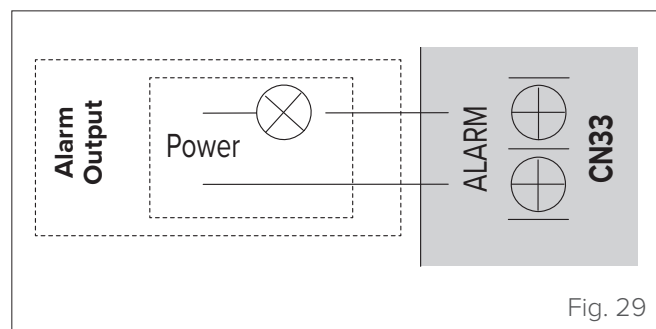 Alarm
Output
Power
ALARM
CN33
Fig. 29